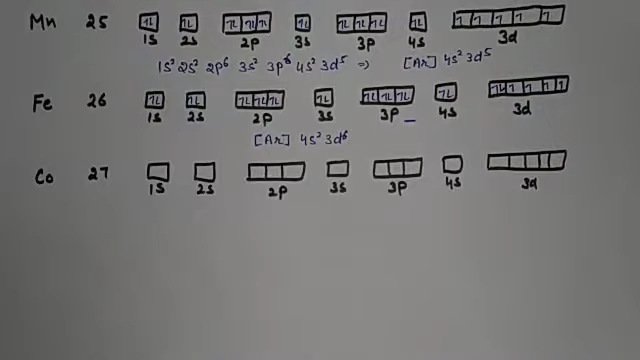 Mn 25 1S 2S 2p 3S 3p 4S 3d
1S² 2S² 2p⁶ 3S² 3p⁶ 4S² 3d⁵ ⇒ [Ar] 4S² 3d⁵
Fe 26 1S 2S 2p 3S 3p 4S 3d
[Ar] 4S² 3d⁶
Co 27 1S 2S 2p 3S 3p 4S 3d